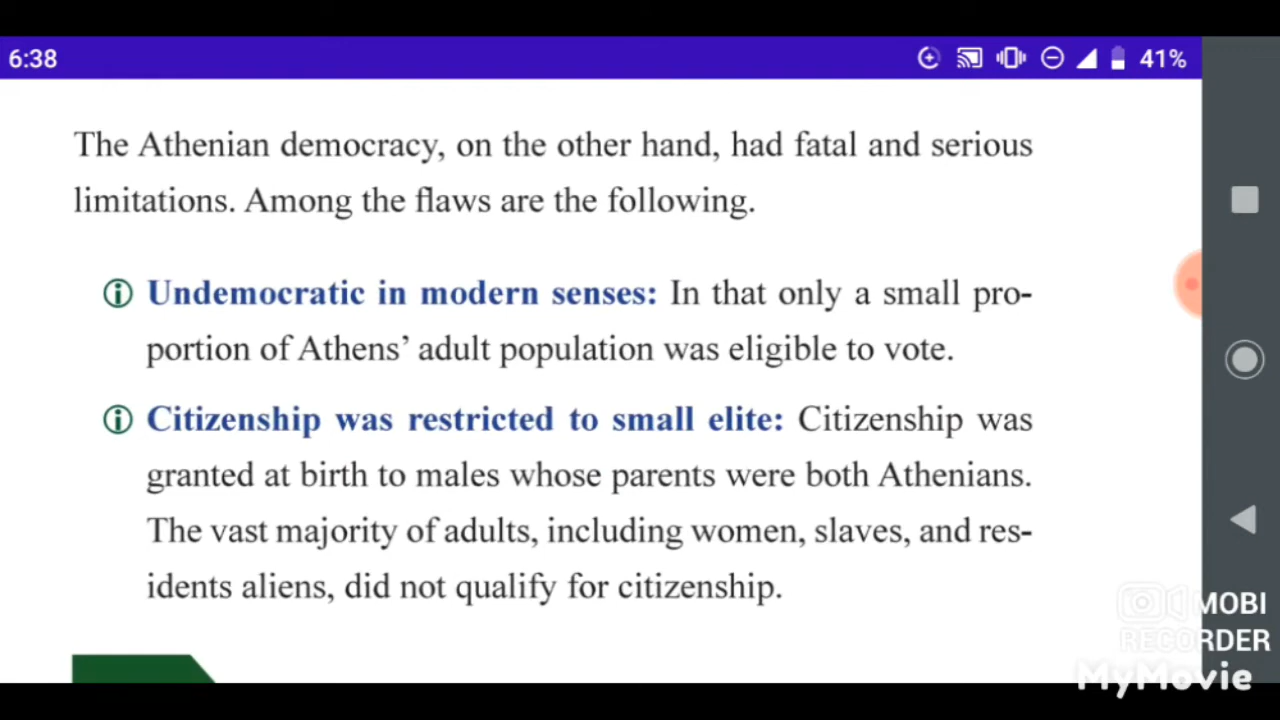 6:38
41%
The Athenian democracy, on the other hand, had fatal and serious
limitations. Among the flaws are the following.
Undemocratic in modern senses: In that only a small pro-
portion of Athens’ adult population was eligible to vote.
Citizenship was restricted to small elite: Citizenship was
granted at birth to males whose parents were both Athenians.
The vast majority of adults, including women, slaves, and res-
idents aliens, did not qualify for citizenship.
MOBI
RECORDER
MyMovie